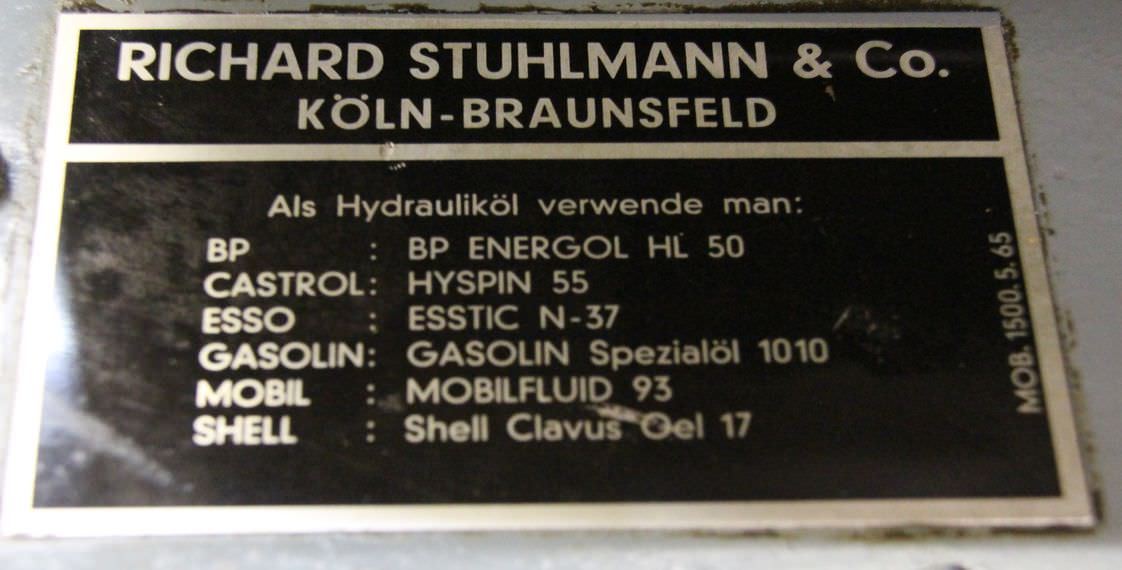 RICHARD STUHLMANN & Co.
KÖLN-BRAUNSFELD
Als Hydrauliköl verwende man:
BP : BP ENERGOL HL 50
CASTROL: HYSPIN 55
ESSO : ESSTIC N-37
GASOLIN: GASOLIN Spezialöl 1010
MOBIL : MOBILFLUID 93
SHELL : Shell Clavus Oel 17
MOB. 1500. 5. 65